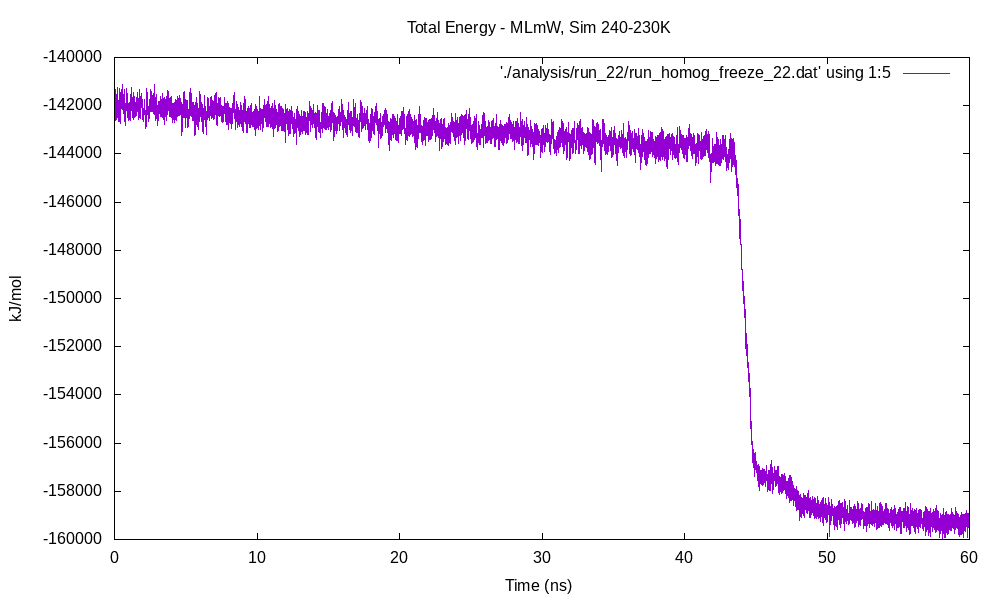 Total Energy - MLmW, Sim 240-230K
'./analysis/run_22/run_homog_freeze_22.dat' using 1:5
-140000
-142000
-144000
-146000
-148000
-150000
-152000
-154000
-156000
-158000
-160000
kJ/mol
0 10 20 30 40 50 60
Time (ns)